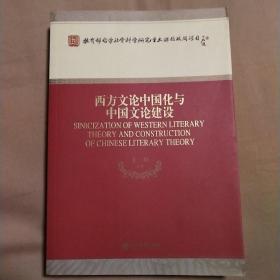 教育部哲学社会科学研究重大课题攻关项目
西方文论中国化与
中国文论建设
SINICIZATION OF WESTERN LITERARY
THEORY AND CONSTRUCTION
OF CHINESE LITERARY THEORY